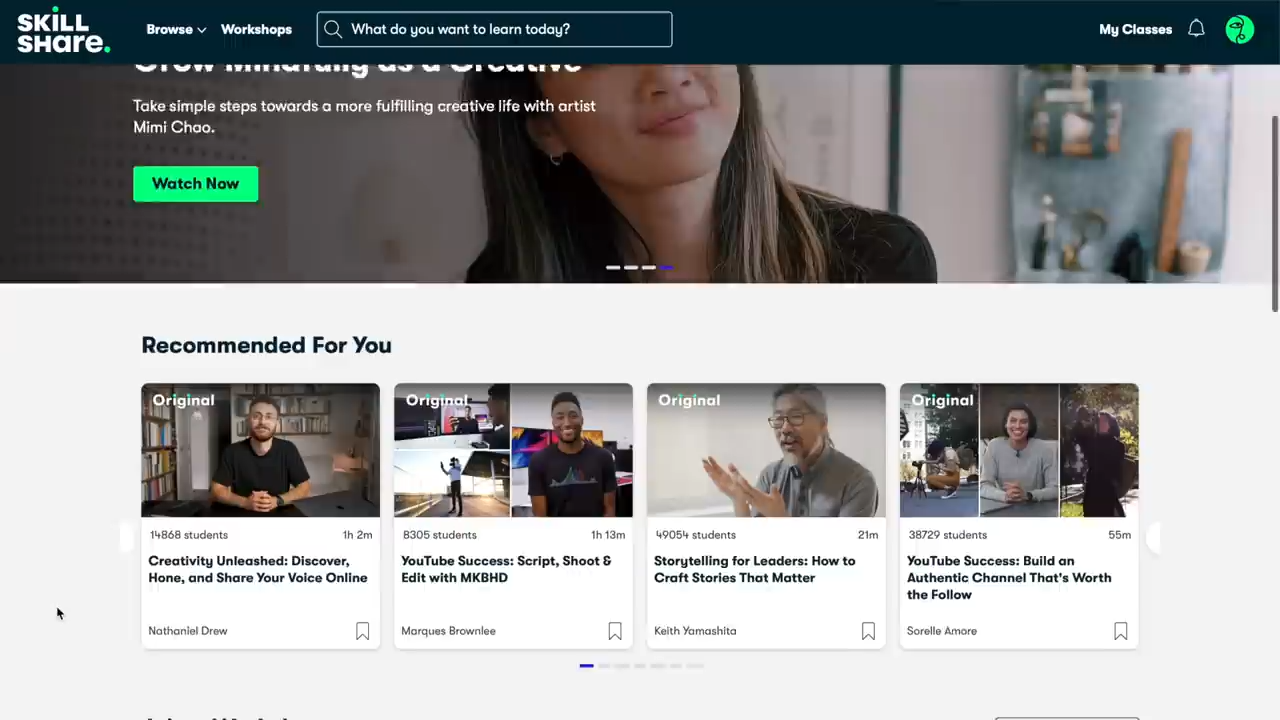 SKILL
SHare.
Browse
Workshops
What do you want to learn today?
My Classes
Grow Mindfully as a Creative
Take simple steps towards a more fulfilling creative life with artist
Mimi Chao.
Watch Now
Recommended For You
Original
14868 students
1h 2m
Creativity Unleashed: Discover,
Hone, and Share Your Voice Online
Nathaniel Drew
Original
8305 students
1h 13m
YouTube Success: Script, Shoot &
Edit with MKBHD
Marques Brownlee
Original
49054 students
21m
Storytelling for Leaders: How to
Craft Stories That Matter
Keith Yamashita
Original
38729 students
55m
YouTube Success: Build an
Authentic Channel That's Worth
the Follow
Sorelle Amore